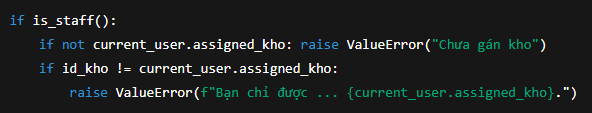 if is_staff():
if not current_user.assigned_kho: raise ValueError("Chưa gán kho")
if id_kho != current_user.assigned_kho:
raise ValueError(f"Bạn chỉ được ... {current_user.assigned_kho}.")